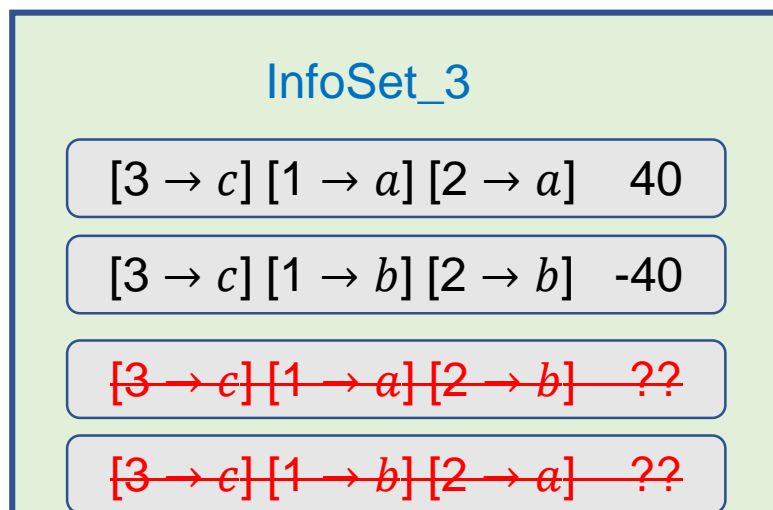 InfoSet_3
[3 → c] [1 → a] [2 → a] 40
[3 → c] [1 → b] [2 → b] -40
[3 → c] [1 → a] [2 → b] ??
[3 → c] [1 → b] [2 → a] ??